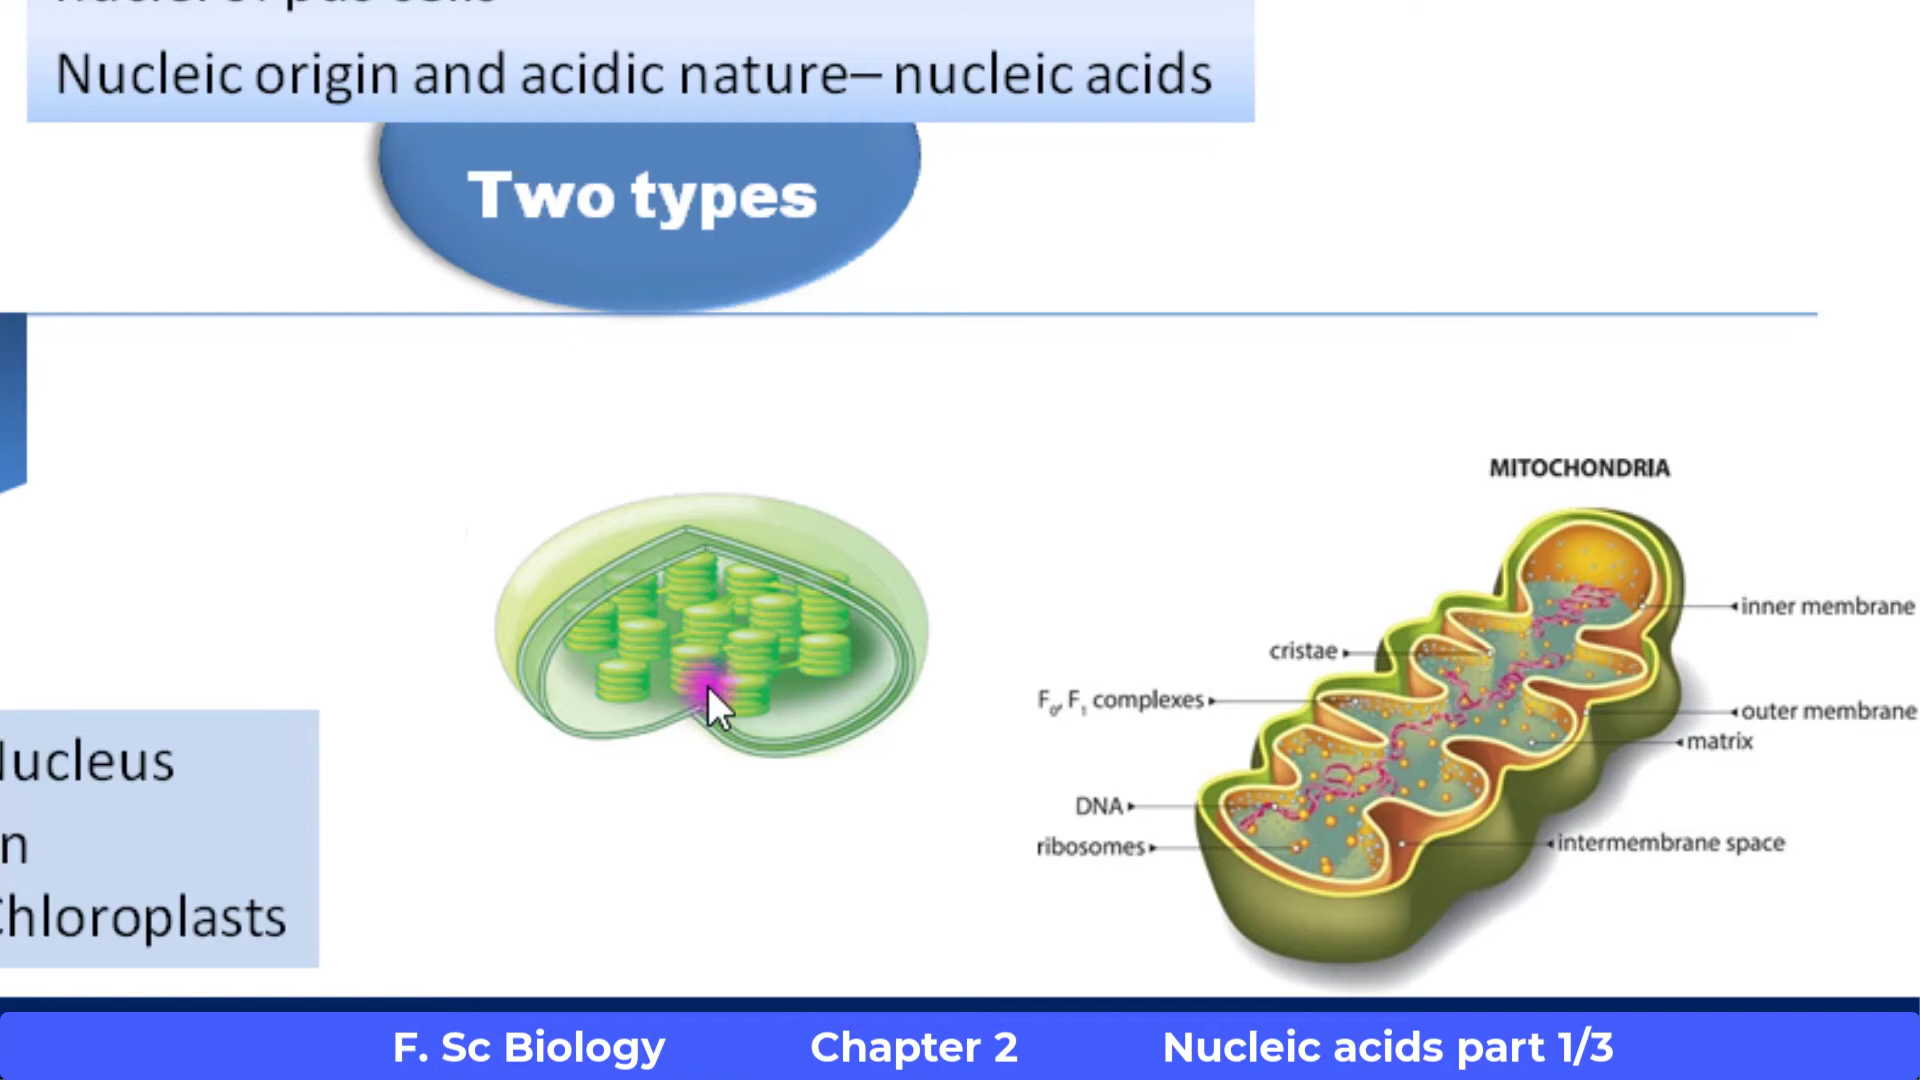 Nucleic origin and acidic nature– nucleic acids
Two types
MITOCHONDRIA
inner membrane
cristae
F0, F1 complexes
outer membrane
matrix
DNA
ribosomes
intermembrane space
Chloroplasts
F. Sc Biology Chapter 2 Nucleic acids part 1/3